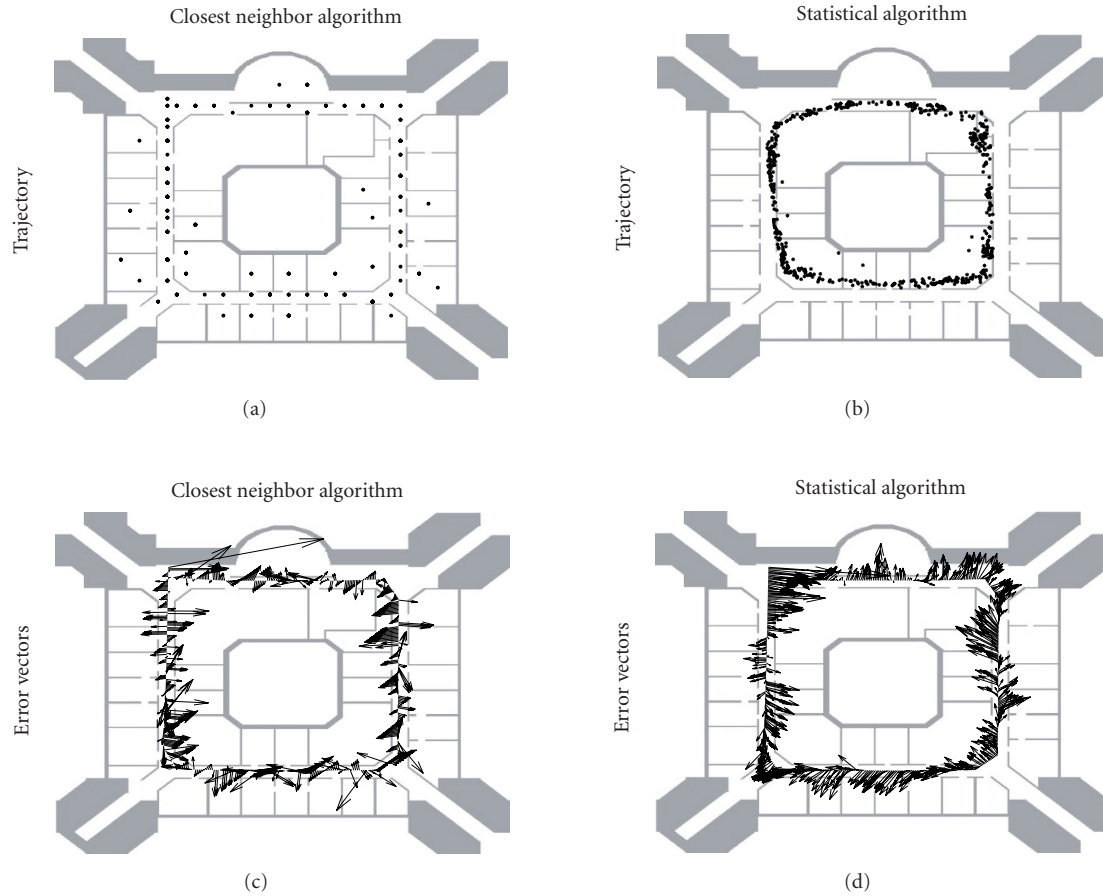 Closest neighbor algorithm
Statistical algorithm
Trajectory
Trajectory
(a)
(b)
Closest neighbor algorithm
Statistical algorithm
Error vectors
Error vectors
(c)
(d)